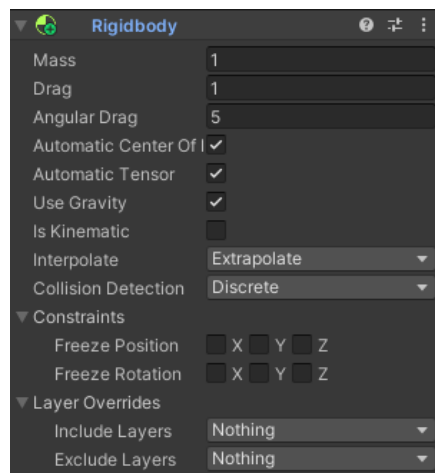 Rigidbody
Mass 1
Drag 1
Angular Drag 5
Automatic Center Of
Automatic Tensor
Use Gravity
Is Kinematic
Interpolate Extrapolate
Collision Detection Discrete
Constraints
Freeze Position X Y Z
Freeze Rotation X Y Z
Layer Overrides
Include Layers Nothing
Exclude Layers Nothing